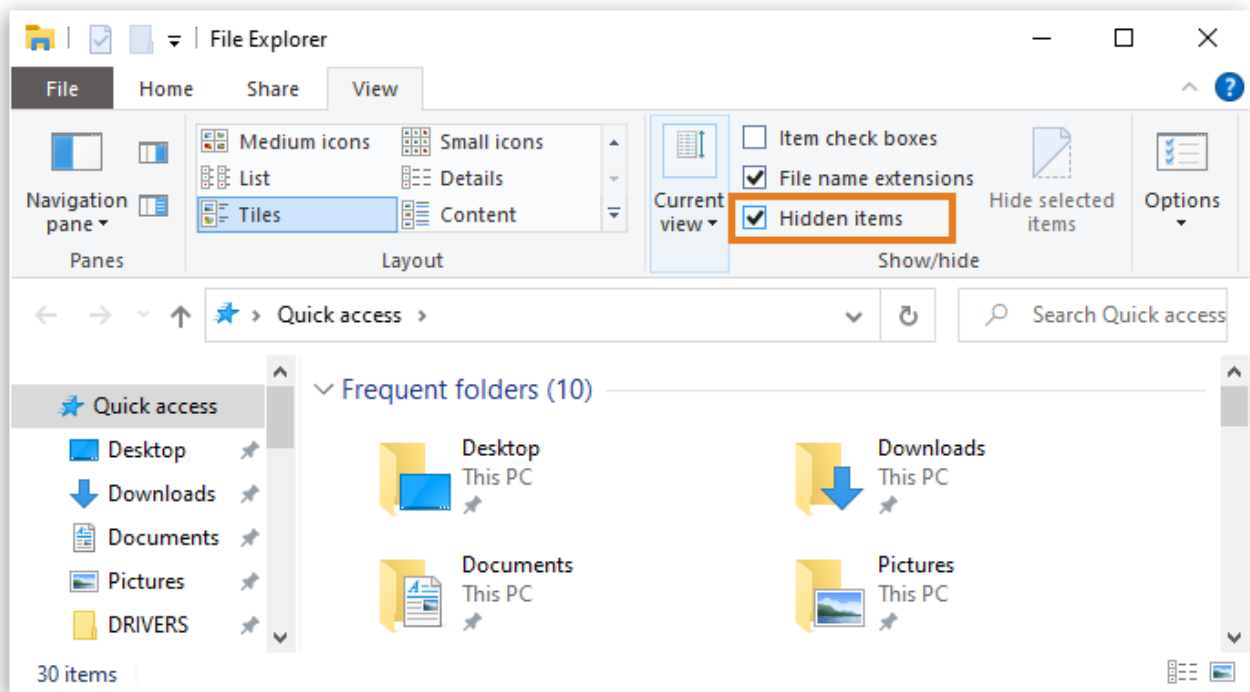 File Explorer
File Home Share View
?
Medium icons Small icons
List Details
Tiles Content
Navigation pane
Panes
Layout
Current view
Item check boxes
File name extensions
Hidden items
Hide selected items
Show/hide
Options
Quick access
Search Quick access
Quick access
Desktop
Downloads
Documents
Pictures
DRIVERS
Frequent folders (10)
Desktop
This PC
Downloads
This PC
Documents
This PC
Pictures
This PC
30 items